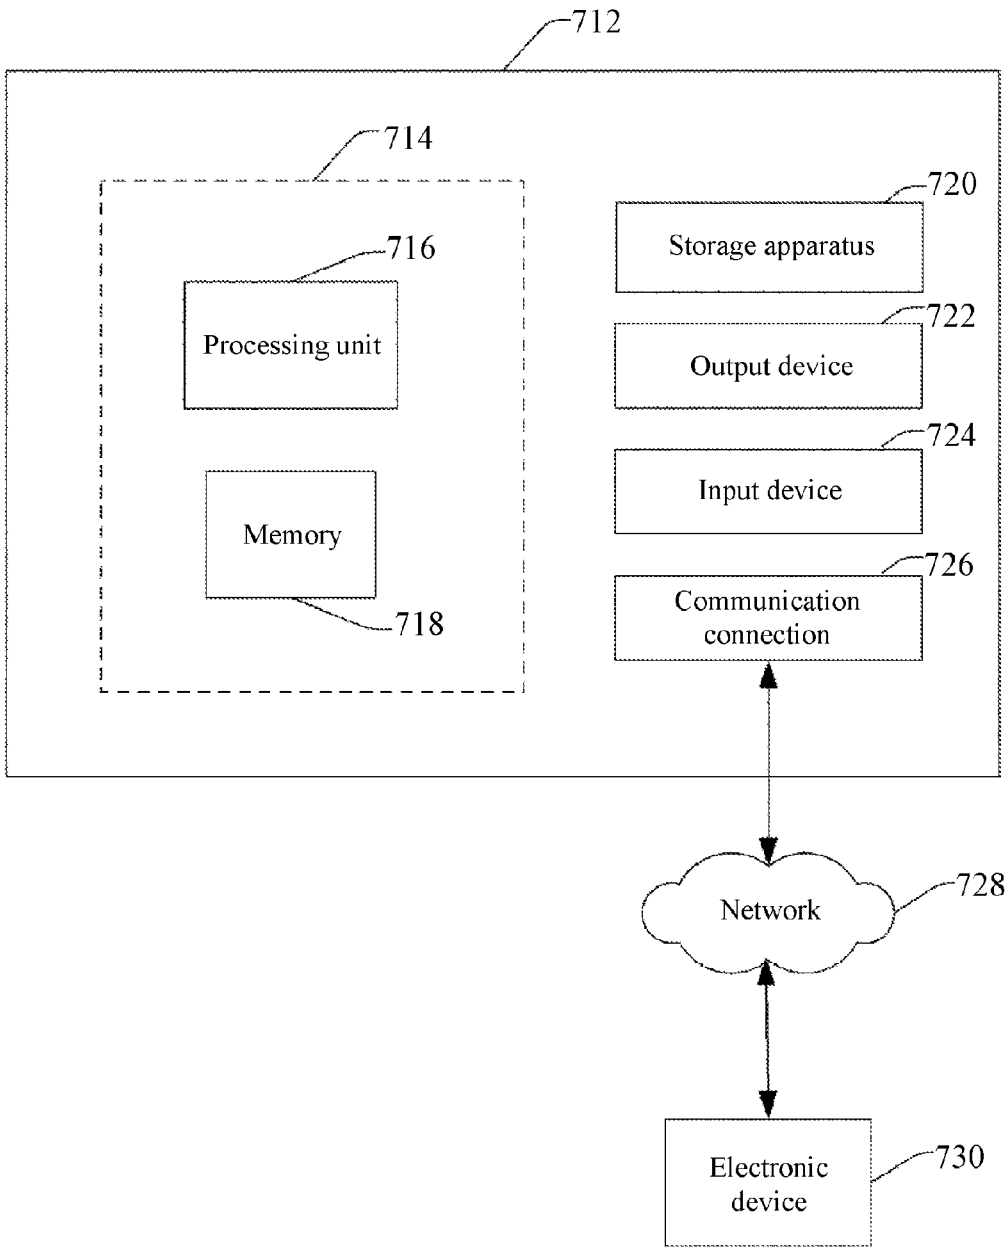 712
714
720
716
Storage apparatus
722
Processing unit
Output device
724
Input device
Memory
726
Communication
connection
718
728
Network
730
Electronic
device